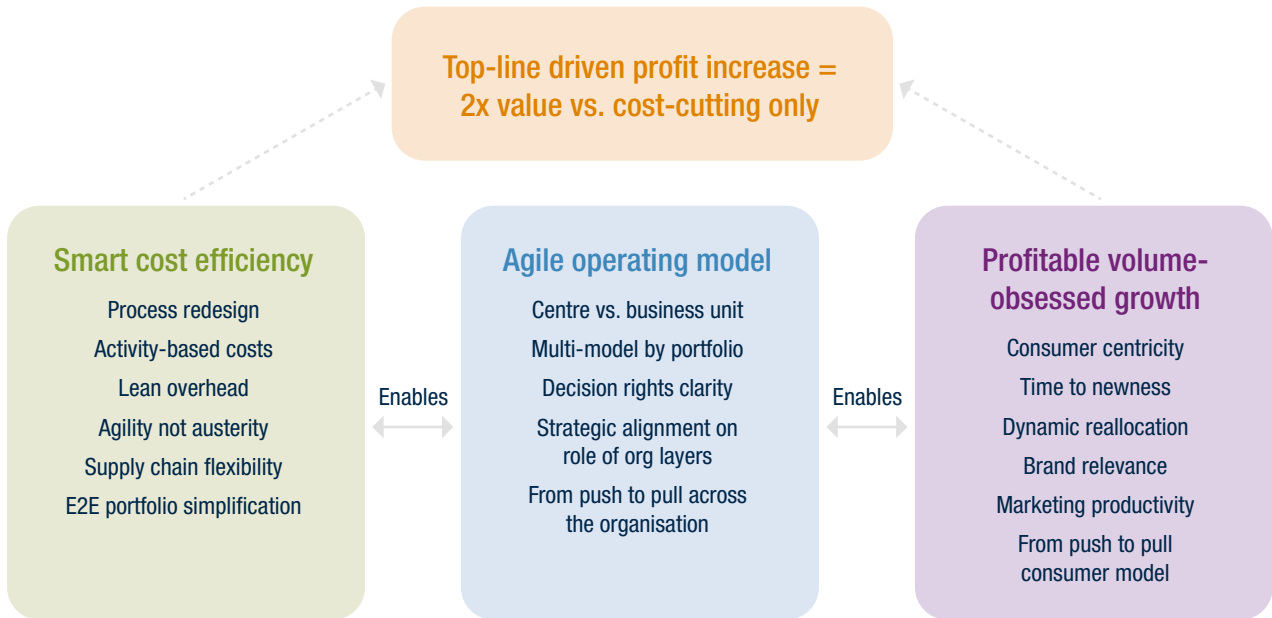 Top-line driven profit increase =
2x value vs. cost-cutting only
Smart cost efficiency
Process redesign
Activity-based costs
Lean overhead
Agility not austerity
Supply chain flexibility
E2E portfolio simplification
Enables
Agile operating model
Centre vs. business unit
Multi-model by portfolio
Decision rights clarity
Strategic alignment on
role of org layers
From push to pull across
the organisation
Enables
Profitable volume-
obsessed growth
Consumer centricity
Time to newness
Dynamic reallocation
Brand relevance
Marketing productivity
From push to pull
consumer model